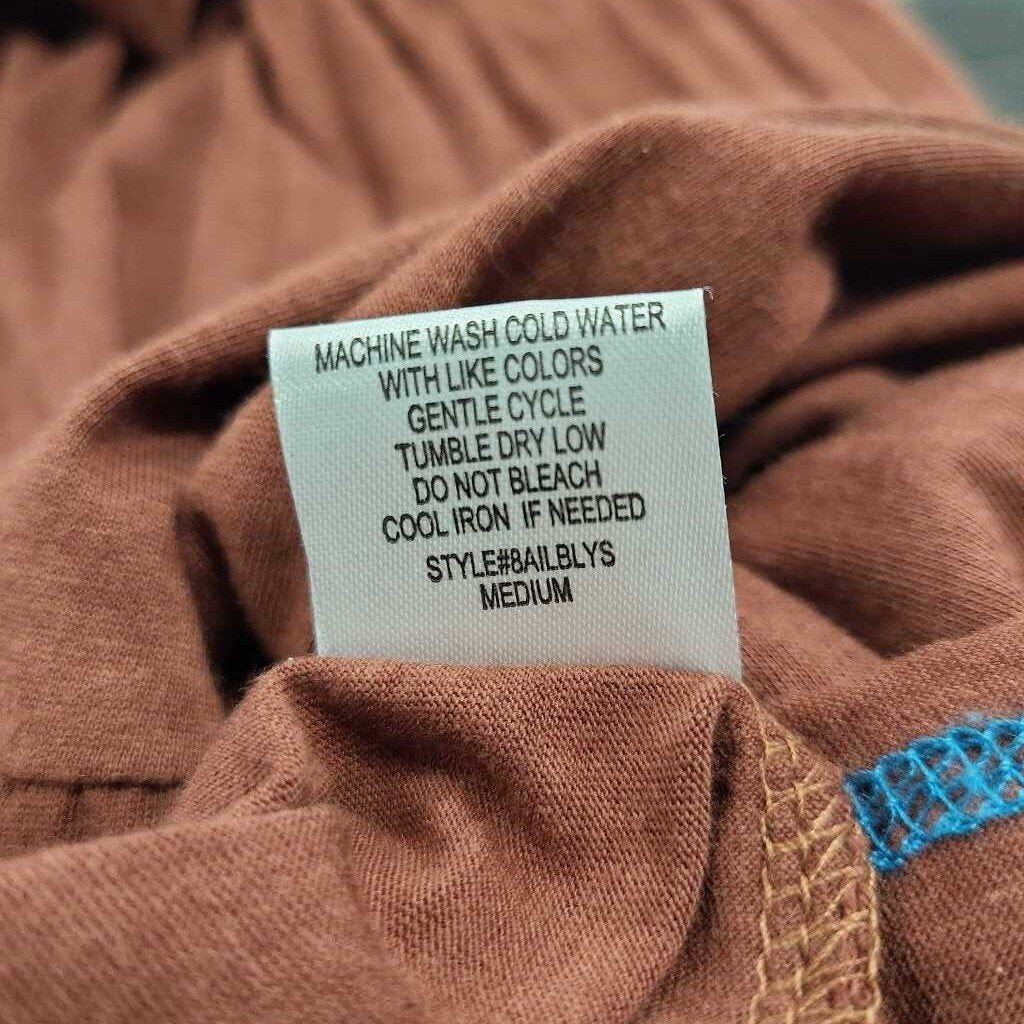 MACHINE WASH COLD WATER
WITH LIKE COLORS
GENTLE CYCLE
TUMBLE DRY LOW
DO NOT BLEACH
COOL IRON IF NEEDED
STYLE#8AILBLYS
MEDIUM